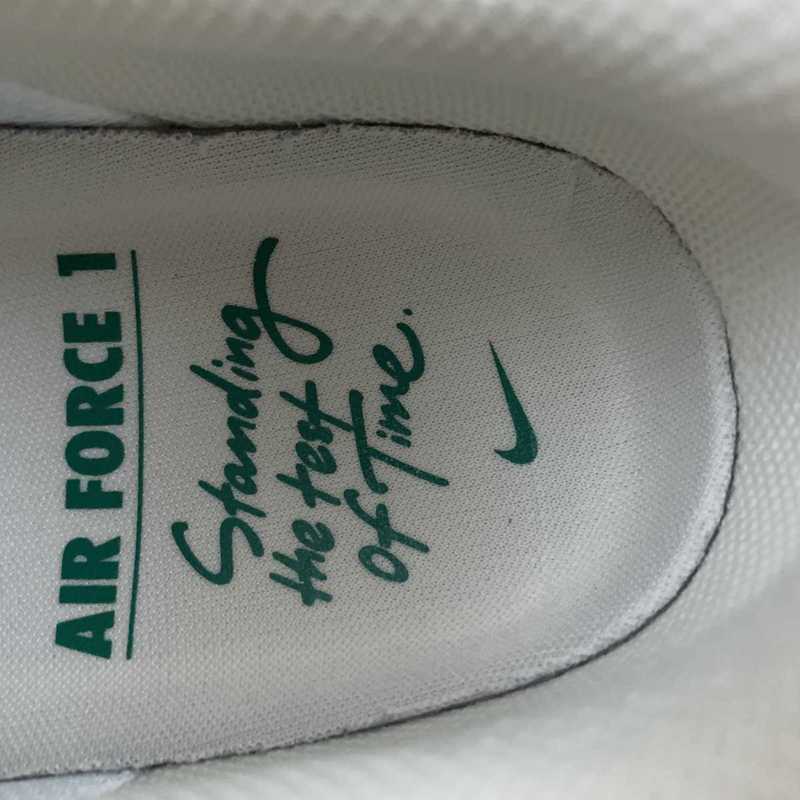 AIR FORCE 1
Standing
the test
of Time.